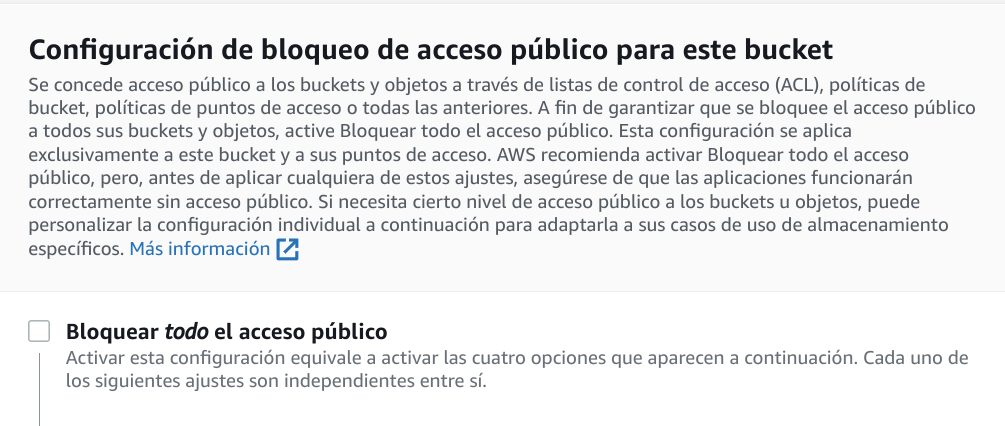 Configuración de bloqueo de acceso público para este bucket
Se concede acceso público a los buckets y objetos a través de listas de control de acceso (ACL), políticas de
bucket, políticas de puntos de acceso o todas las anteriores. A fin de garantizar que se bloquee el acceso público
a todos sus buckets y objetos, active Bloquear todo el acceso público. Esta configuración se aplica
exclusivamente a este bucket y a sus puntos de acceso. AWS recomienda activar Bloquear todo el acceso
público, pero, antes de aplicar cualquiera de estos ajustes, asegúrese de que las aplicaciones funcionarán
correctamente sin acceso público. Si necesita cierto nivel de acceso público a los buckets u objetos, puede
personalizar la configuración individual a continuación para adaptarla a sus casos de uso de almacenamiento
específicos. Más información
Bloquear todo el acceso público
Activar esta configuración equivale a activar las cuatro opciones que aparecen a continuación. Cada uno de
los siguientes ajustes son independientes entre sí.